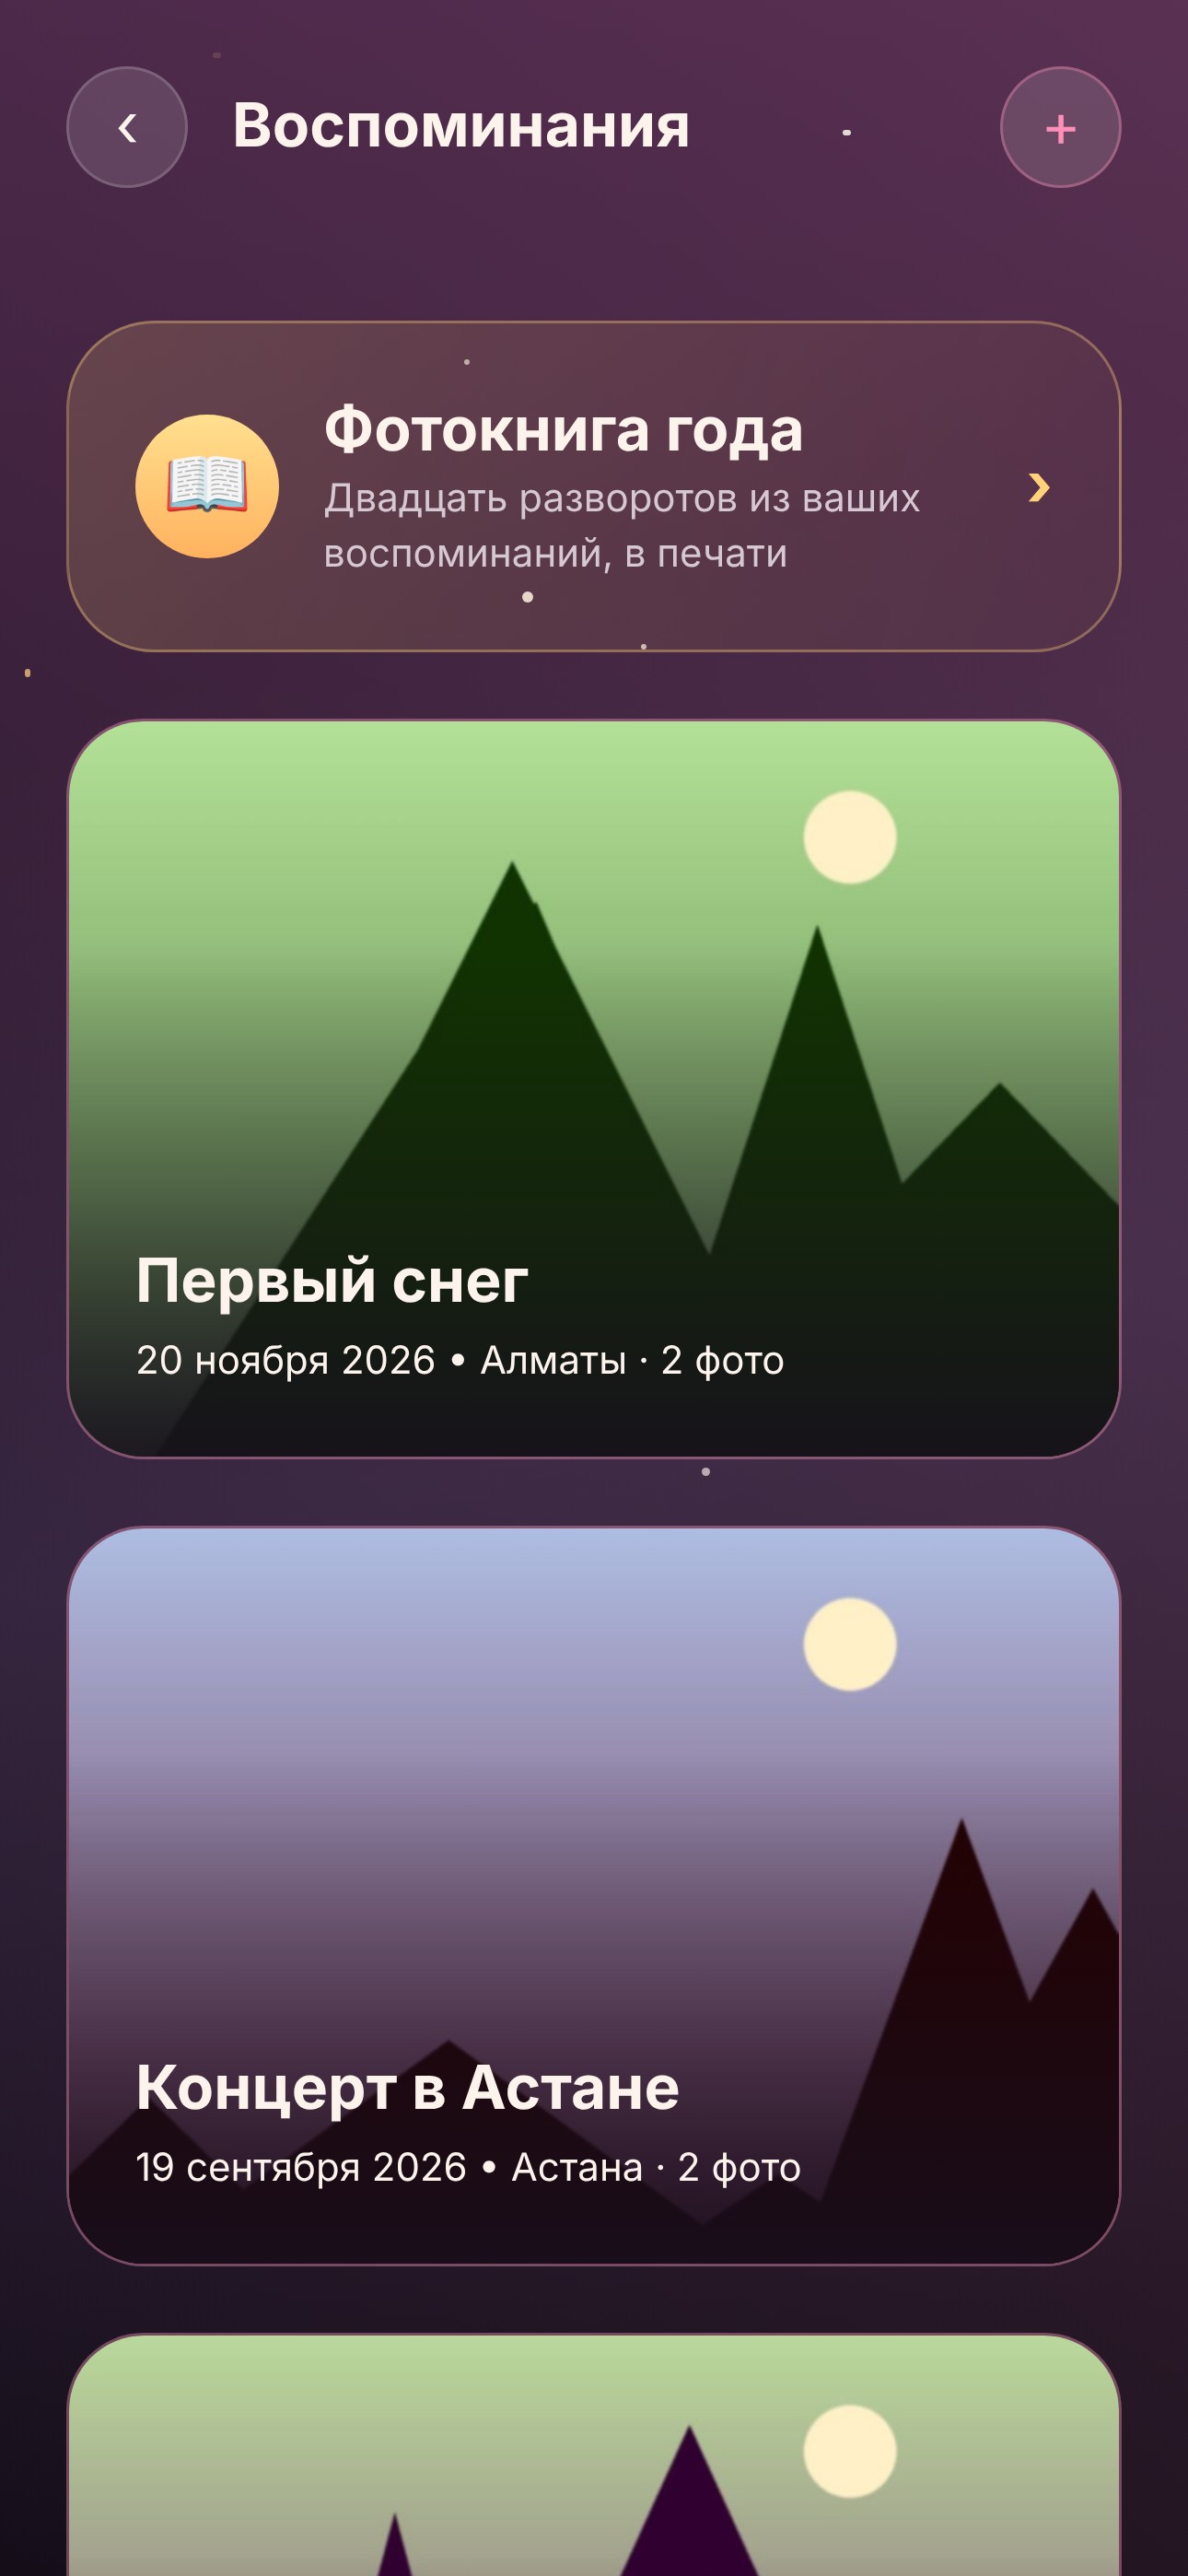 Воспоминания
Фотокнига года
Двадцать разворотов из ваших
воспоминаний, в печати
Первый снег
20 ноября 2026 • Алматы · 2 фото
Концерт в Астане
19 сентября 2026 • Астана · 2 фото